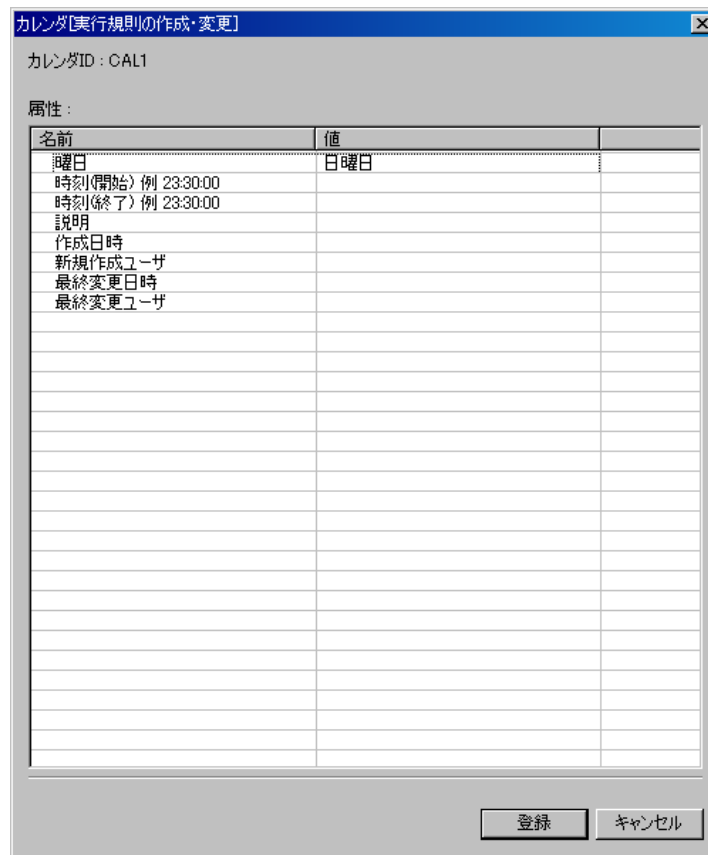 カレンダ[実行規則の作成・変更]
カレンダID : CAL1
属性 :
名前 値
曜日 日曜日
時刻(開始) 例 23:30:00
時刻(終了) 例 23:30:00
説明
作成日時
新規作成ユーザ
最終変更日時
最終変更ユーザ
登録 キャンセル